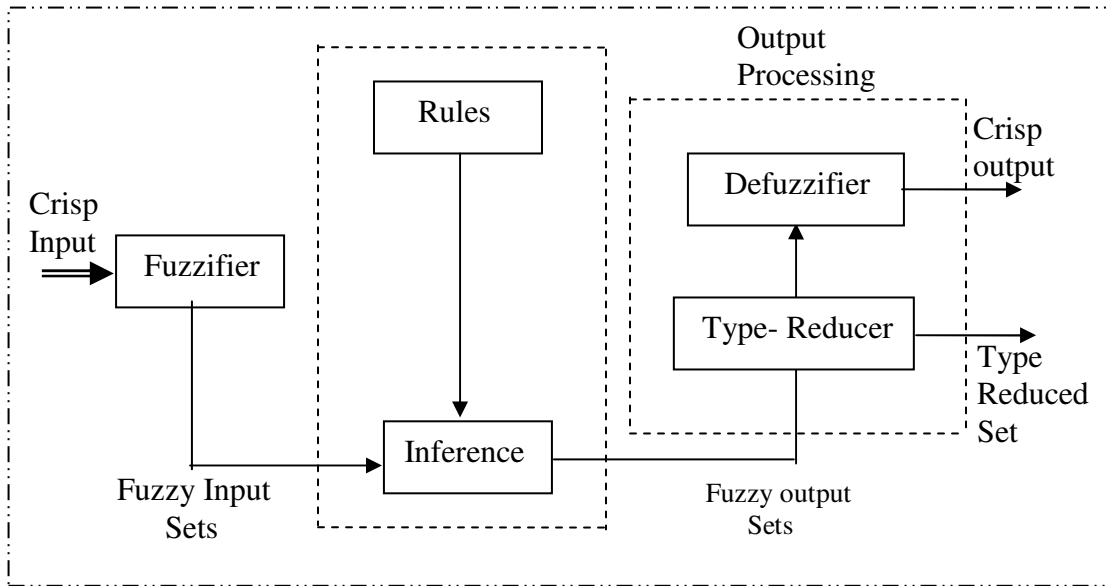 Output
Processing
Rules
Crisp
output
Defuzzifier
Crisp
Input
Fuzzifier
Type- Reducer
Type
Reduced
Set
Inference
Fuzzy Input
Sets
Fuzzy output
Sets